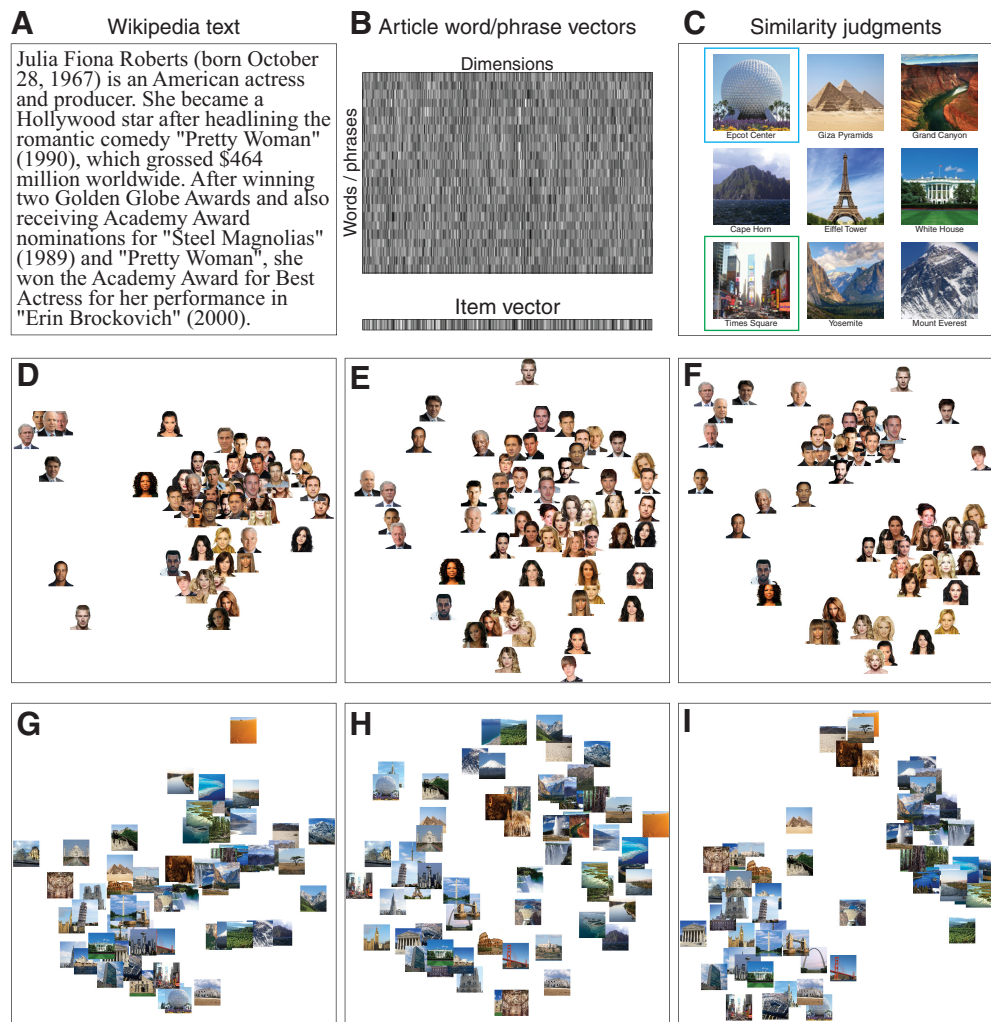 A
Wikipedia text
Julia Fiona Roberts (born October
28, 1967) is an American actress
and producer. She became a
Hollywood star after headlining the
romantic comedy "Pretty Woman"
(1990), which grossed $464
million worldwide. After winning
two Golden Globe Awards and also
receiving Academy Award
nominations for "Steel Magnolias"
(1989) and "Pretty Woman", she
won the Academy Award for Best
Actress for her performance in
"Erin Brockovich" (2000).
B
Article word/phrase vectors
Dimensions
Words / phrases
Item vector
C
Similarity judgments
Epcot Center
Giza Pyramids
Grand Canyon
Cape Horn
Eiffel Tower
White House
Times Square
Yosemite
Mount Everest
D
E
F
G
H
I